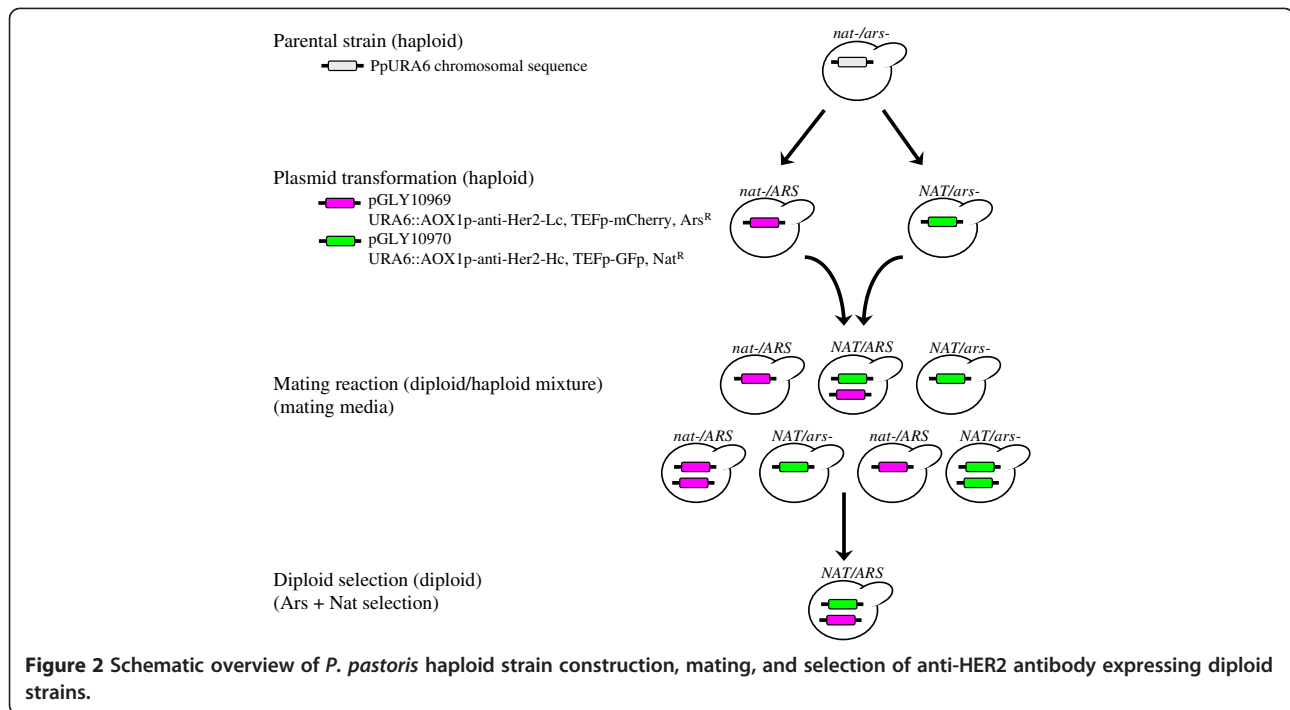 Parental strain (haploid)
PpURA6 chromosomal sequence
nat-/ars-
Plasmid transformation (haploid)
pGLY10969
URA6::AOX1p-anti-Her2-Lc, TEFp-mCherry, Ars^R
pGLY10970
URA6::AOX1p-anti-Her2-Hc, TEFp-GFp, Nat^R
nat-/ARS NAT/ars-
Mating reaction (diploid/haploid mixture)
(mating media)
nat-/ARS NAT/ARS NAT/ars-
nat-/ARS NAT/ars- nat-/ARS NAT/ars-
Diploid selection (diploid)
(Ars + Nat selection)
NAT/ARS
Figure 2 Schematic overview of P. pastoris haploid strain construction, mating, and selection of anti-HER2 antibody expressing diploid
strains.